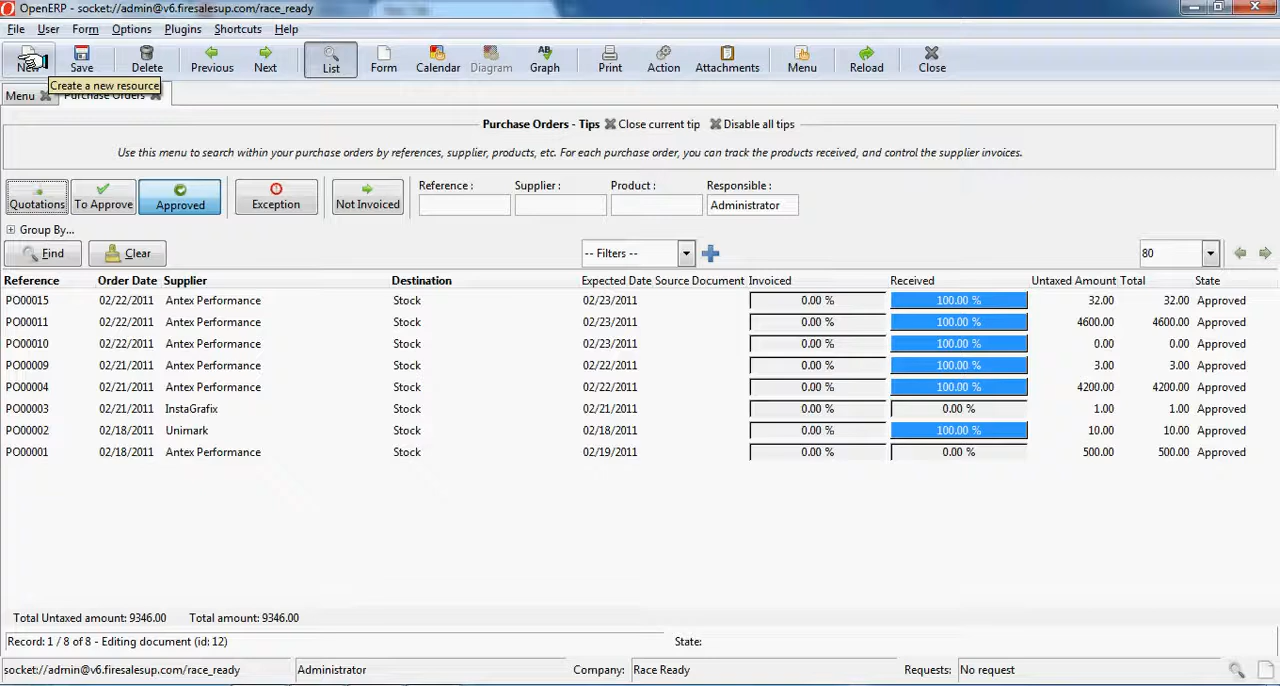 OpenERP - socket://admin@v6.firesalesup.com/race_ready
File User Form Options Plugins Shortcuts Help
New Save Delete Previous Next List Form Calendar Diagram Graph Print Action Attachments Menu Reload Close
Create a new resource
Menu Purchase Orders
Purchase Orders - Tips Close current tip Disable all tips
Use this menu to search within your purchase orders by references, supplier, products, etc. For each purchase order, you can track the products received, and control the supplier invoices.
Quotations To Approve Approved Exception Not Invoiced
Reference : Supplier : Product : Responsible :
Administrator
Group By...
Find Clear -- Filters -- 80
Reference Order Date Supplier Destination Expected Date Source Document Invoiced Received Untaxed Amount Total State
PO00015 02/22/2011 Antex Performance Stock 02/23/2011 0.00 % 100.00 % 32.00 32.00 Approved
PO00011 02/22/2011 Antex Performance Stock 02/23/2011 0.00 % 100.00 % 4600.00 4600.00 Approved
PO00010 02/22/2011 Antex Performance Stock 02/23/2011 0.00 % 100.00 % 0.00 0.00 Approved
PO00009 02/21/2011 Antex Performance Stock 02/22/2011 0.00 % 100.00 % 3.00 3.00 Approved
PO00004 02/21/2011 Antex Performance Stock 02/22/2011 0.00 % 100.00 % 4200.00 4200.00 Approved
PO00003 02/21/2011 InstaGrafix Stock 02/21/2011 0.00 % 0.00 % 1.00 1.00 Approved
PO00002 02/18/2011 Unimark Stock 02/18/2011 0.00 % 100.00 % 10.00 10.00 Approved
PO00001 02/18/2011 Antex Performance Stock 02/19/2011 0.00 % 0.00 % 500.00 500.00 Approved
Total Untaxed amount: 9346.00 Total amount: 9346.00
Record: 1 / 8 of 8 - Editing document (id: 12) State:
socket://admin@v6.firesalesup.com/race_ready Administrator Company: Race Ready Requests: No request